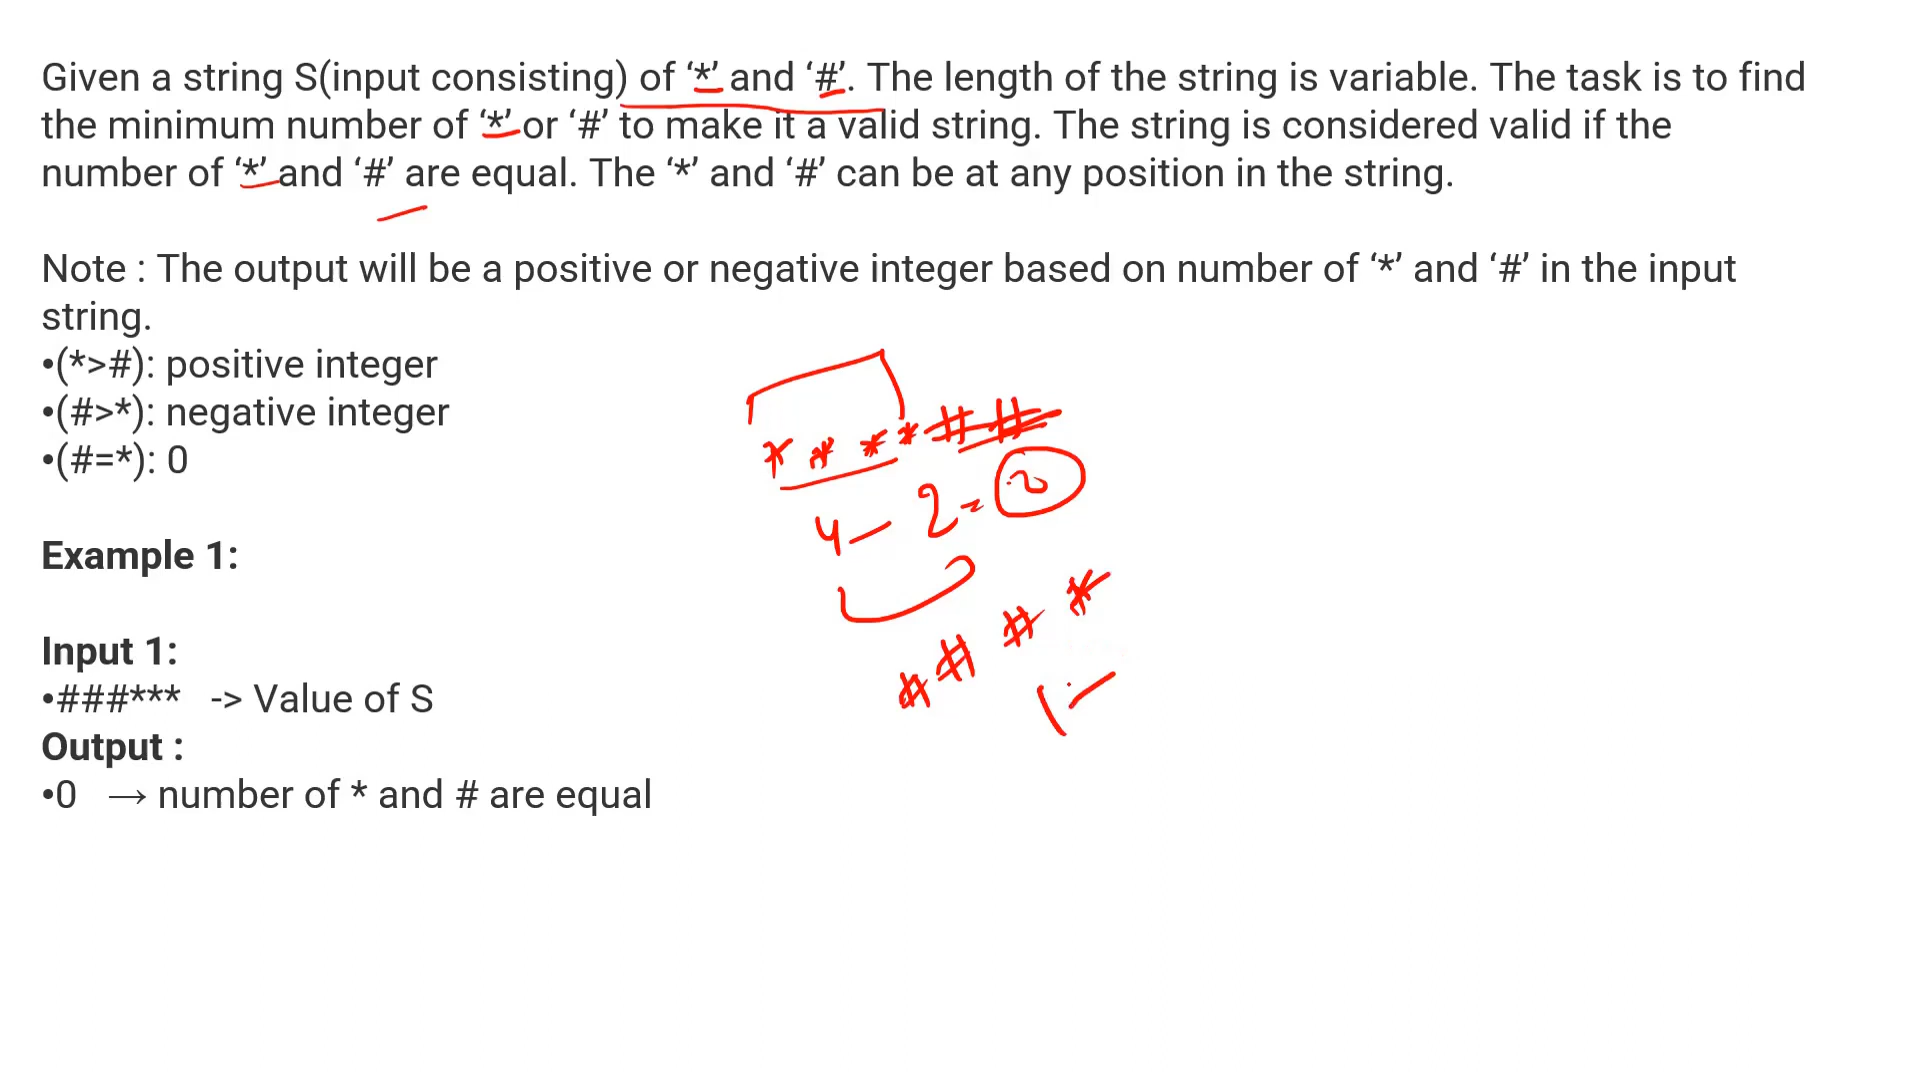 Given a string S(input consisting) of ‘*’ and ‘#’. The length of the string is variable. The task is to find
the minimum number of ‘*’ or ‘#’ to make it a valid string. The string is considered valid if the
number of ‘*’ and ‘#’ are equal. The ‘*’ and ‘#’ can be at any position in the string.
Note : The output will be a positive or negative integer based on number of ‘*’ and ‘#’ in the input
string.
•(*>#): positive integer
•(#>*): negative integer
•(#=*): 0
* * * * # #
4 - 2 = 2
# # # *
1 -
Example 1:
Input 1:
•###***   -> Value of S
Output :
•0   → number of * and # are equal